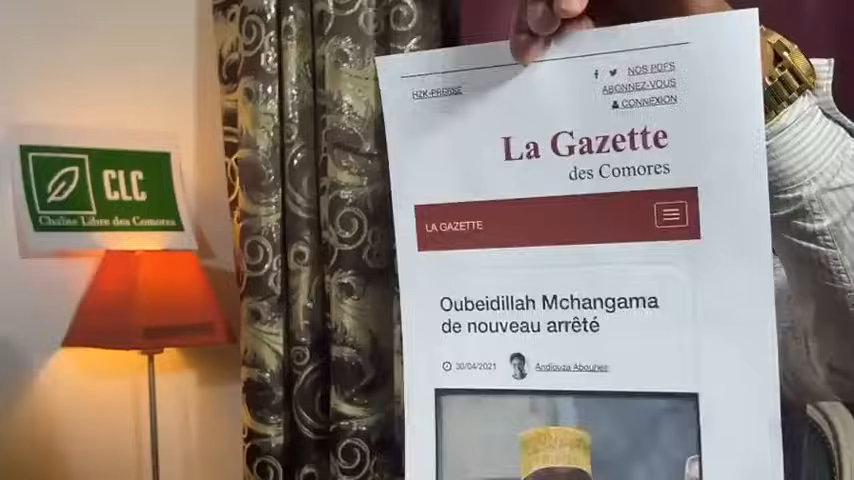 CLC
Chaîne Libre des Comores
HZK-PRESSE
NOS PDFS
ABONNEZ-VOUS
CONNEXION
La Gazette
des Comores
LA GAZETTE
Oubeidillah Mchangama
de nouveau arrêté
30/04/2021
Andjouza Abouheir